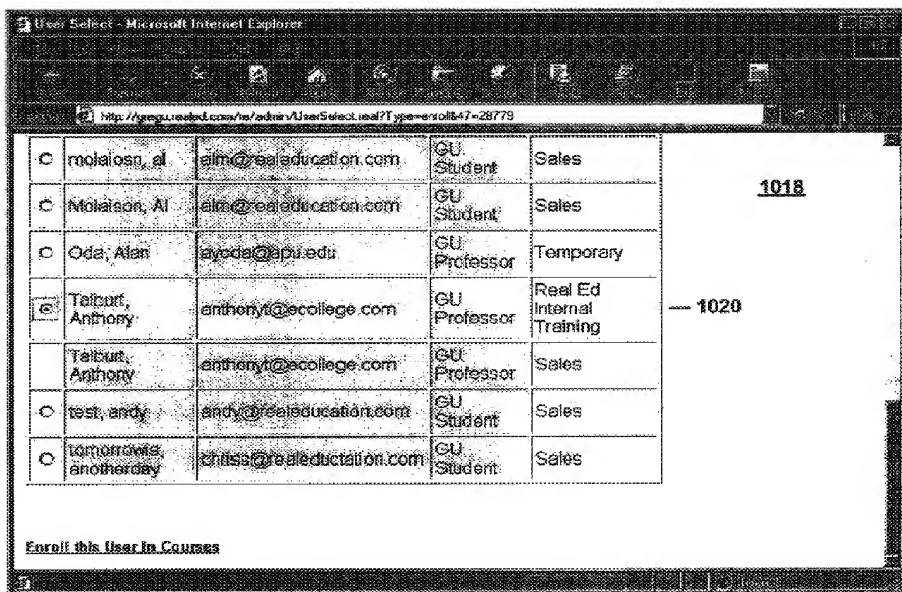 User Select - Microsoft Internet Explorer
molaiosn, al alm@realeducation.com GU Student Sales
1018
Molaison, Al alm@realeducation.com GU Student Sales
Oda, Alan ayoda@apu.edu GU Professor Temporary
Talburt, Anthony anthonyt@ecollege.com GU Professor Real Ed Internal Training
1020
Talburt, Anthony anthonyt@ecollege.com GU Professor Sales
test, andy andy@realeducation.com GU Student Sales
anotherday GU Student Sales
Enroll this User in Courses